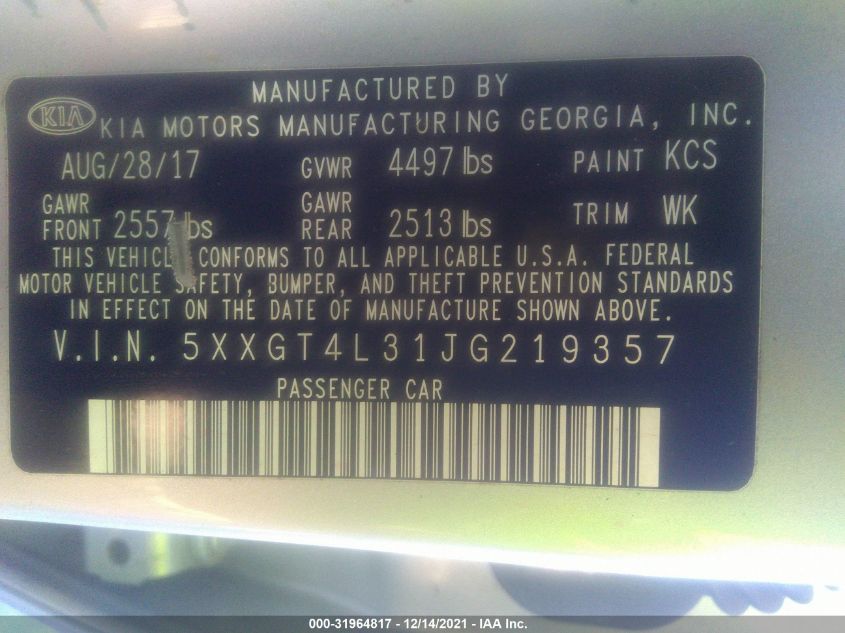 MANUFACTURED BY
KIA KIA MOTORS MANUFACTURING GEORGIA, INC.
AUG/28/17 GVWR 4497 lbs PAINT KCS
GAWR FRONT 2557 lbs GAWR REAR 2513 lbs TRIM WK
THIS VEHICLE CONFORMS TO ALL APPLICABLE U.S.A. FEDERAL
MOTOR VEHICLE SAFETY, BUMPER, AND THEFT PREVENTION STANDARDS
IN EFFECT ON THE DATE OF MANUFACTURE SHOWN ABOVE.
V.I.N. 5XXGT4L31JG219357
PASSENGER CAR
000-31964817 - 12/14/2021 - IAA Inc.